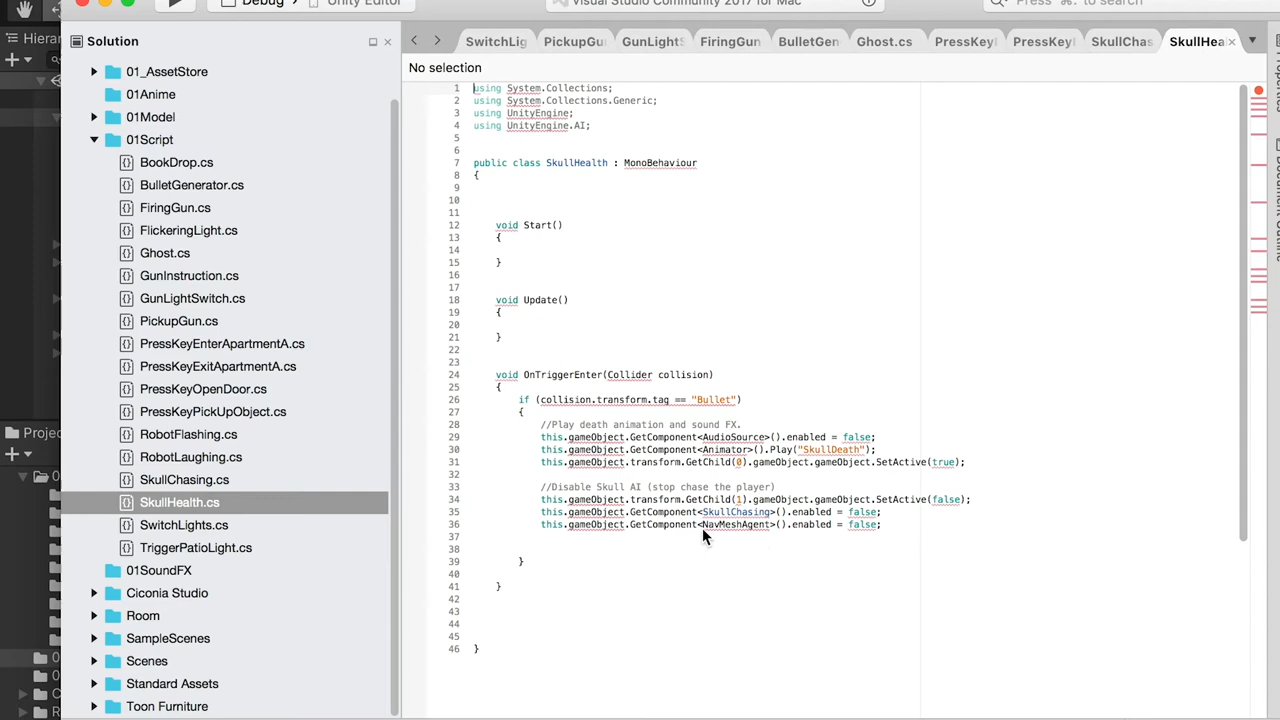 Debug
Unity Editor
Visual Studio Community 2017 for Mac
Press ⌘. to search
Hierar
Solution
SwitchLig
PickupGu
GunLightS
FiringGun
BulletGen
Ghost.cs
PressKeyE
PressKeyE
SkullChas
SkullHea
No selection
01_AssetStore
01Anime
01Model
01Script
BookDrop.cs
BulletGenerator.cs
FiringGun.cs
FlickeringLight.cs
Ghost.cs
GunInstruction.cs
GunLightSwitch.cs
PickupGun.cs
PressKeyEnterApartmentA.cs
PressKeyExitApartmentA.cs
PressKeyOpenDoor.cs
PressKeyPickUpObject.cs
RobotFlashing.cs
RobotLaughing.cs
SkullChasing.cs
SkullHealth.cs
SwitchLights.cs
TriggerPatioLight.cs
01SoundFX
Ciconia Studio
Room
SampleScenes
Scenes
Standard Assets
Toon Furniture
Projec
1 using System.Collections;
2 using System.Collections.Generic;
3 using UnityEngine;
4 using UnityEngine.AI;
5
6
7 public class SkullHealth : MonoBehaviour
8 {
9
10
11
12 void Start()
13 {
14
15 }
16
17
18 void Update()
19 {
20
21 }
22
23
24 void OnTriggerEnter(Collider collision)
25 {
26 if (collision.transform.tag == "Bullet")
27 {
28 //Play death animation and sound FX.
29 this.gameObject.GetComponent<AudioSource>().enabled = false;
30 this.gameObject.GetComponent<Animator>().Play("SkullDeath");
31 this.gameObject.transform.GetChild(0).gameObject.gameObject.SetActive(true);
32
33 //Disable Skull AI (stop chase the player)
34 this.gameObject.transform.GetChild(1).gameObject.gameObject.SetActive(false);
35 this.gameObject.GetComponent<SkullChasing>().enabled = false;
36 this.gameObject.GetComponent<NavMeshAgent>().enabled = false;
37
38
39 }
40
41 }
42
43
44
45
46 }